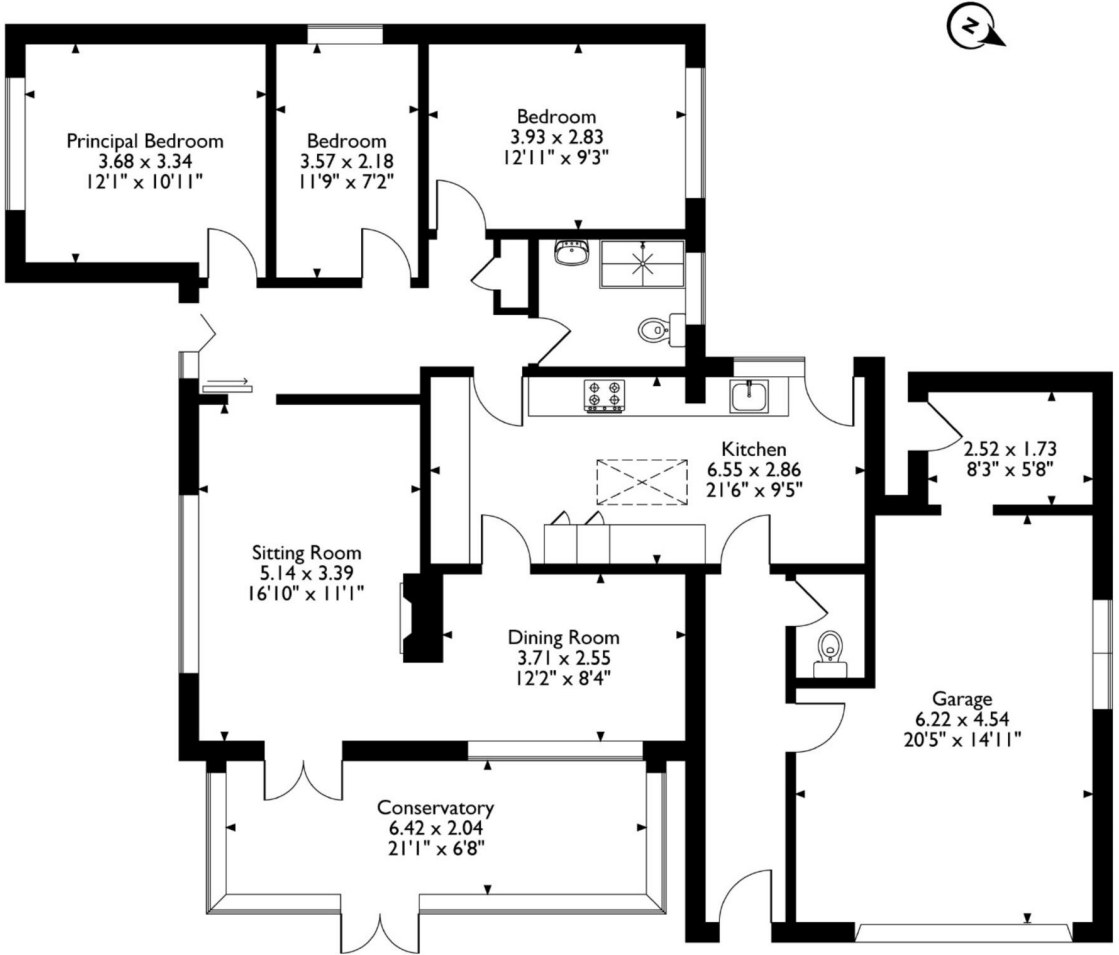 N
Principal Bedroom
3.68 x 3.34
12'1" x 10'11"
Bedroom
3.57 x 2.18
11'9" x 7'2"
Bedroom
3.93 x 2.83
12'11" x 9'3"
Kitchen
6.55 x 2.86
21'6" x 9'5"
2.52 x 1.73
8'3" x 5'8"
Sitting Room
5.14 x 3.39
16'10" x 11'1"
Dining Room
3.71 x 2.55
12'2" x 8'4"
Garage
6.22 x 4.54
20'5" x 14'11"
Conservatory
6.42 x 2.04
21'1" x 6'8"